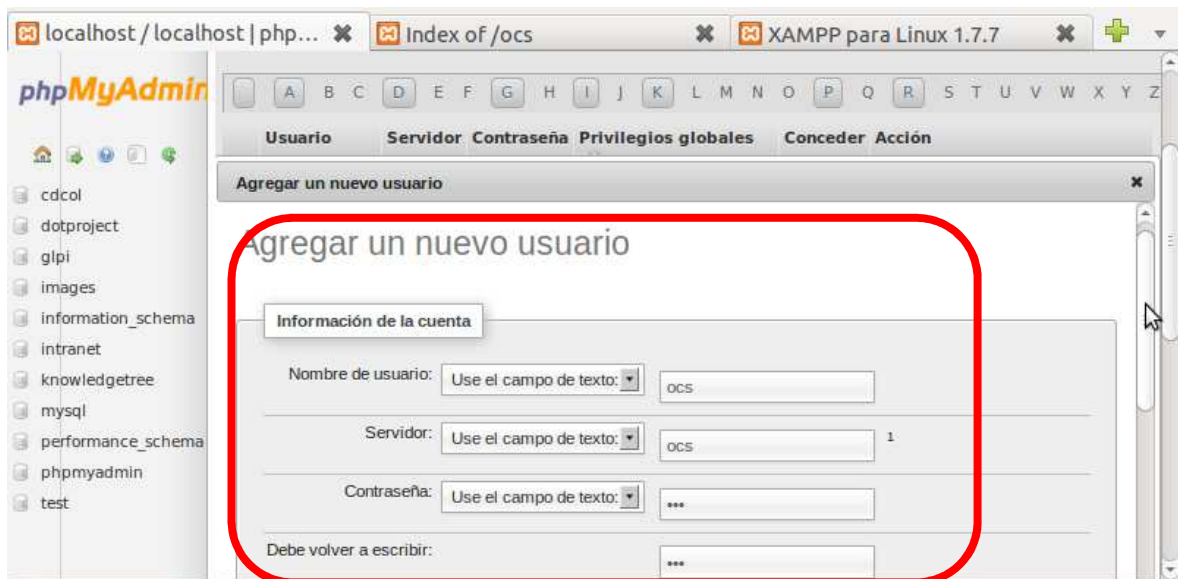 localhost / localhost | php...
Index of /ocs
XAMPP para Linux 1.7.7
phpMyAdmin
A B C D E F G H I J K L M N O P Q R S T U V W X Y Z
Usuario Servidor Contraseña Privilegios globales Conceder Acción
cdcol
dotproject
glpi
images
information_schema
intranet
knowledgetree
mysql
performance_schema
phpmyadmin
test
Agregar un nuevo usuario
Agregar un nuevo usuario
Información de la cuenta
Nombre de usuario: Use el campo de texto: ocs
Servidor: Use el campo de texto: ocs 1
Contraseña: Use el campo de texto: •••
Debe volver a escribir: •••